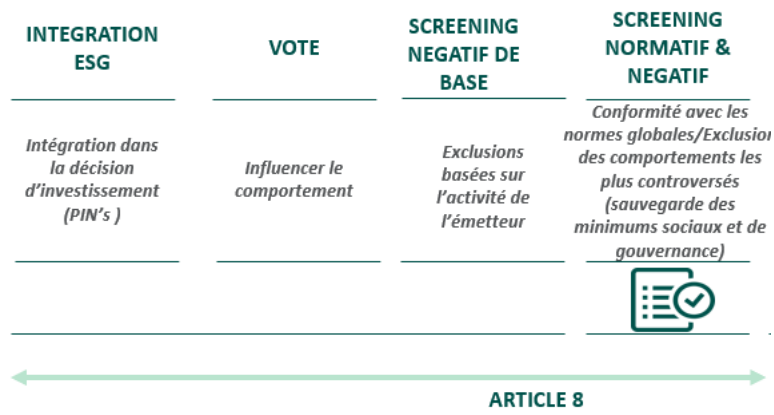 INTEGRATION
ESG
VOTE
SCREENING
NEGATIF DE
BASE
SCREENING
NORMATIF &
NEGATIF
Intégration dans
la décision
d’investissement
(PIN’s )
Influencer le
comportement
Exclusions
basées sur
l’activité de
l’émetteur
Conformité avec les
normes globales/Exclusion
des comportements les
plus controversés
(sauvegarde des
minimums sociaux et de
gouvernance)
ARTICLE 8